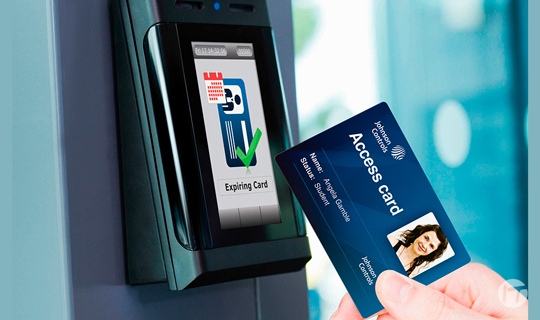 Expiring Card
Johnson
Controls
Access card
Name: Angela Gamble
Status: Student
Johnson
Controls